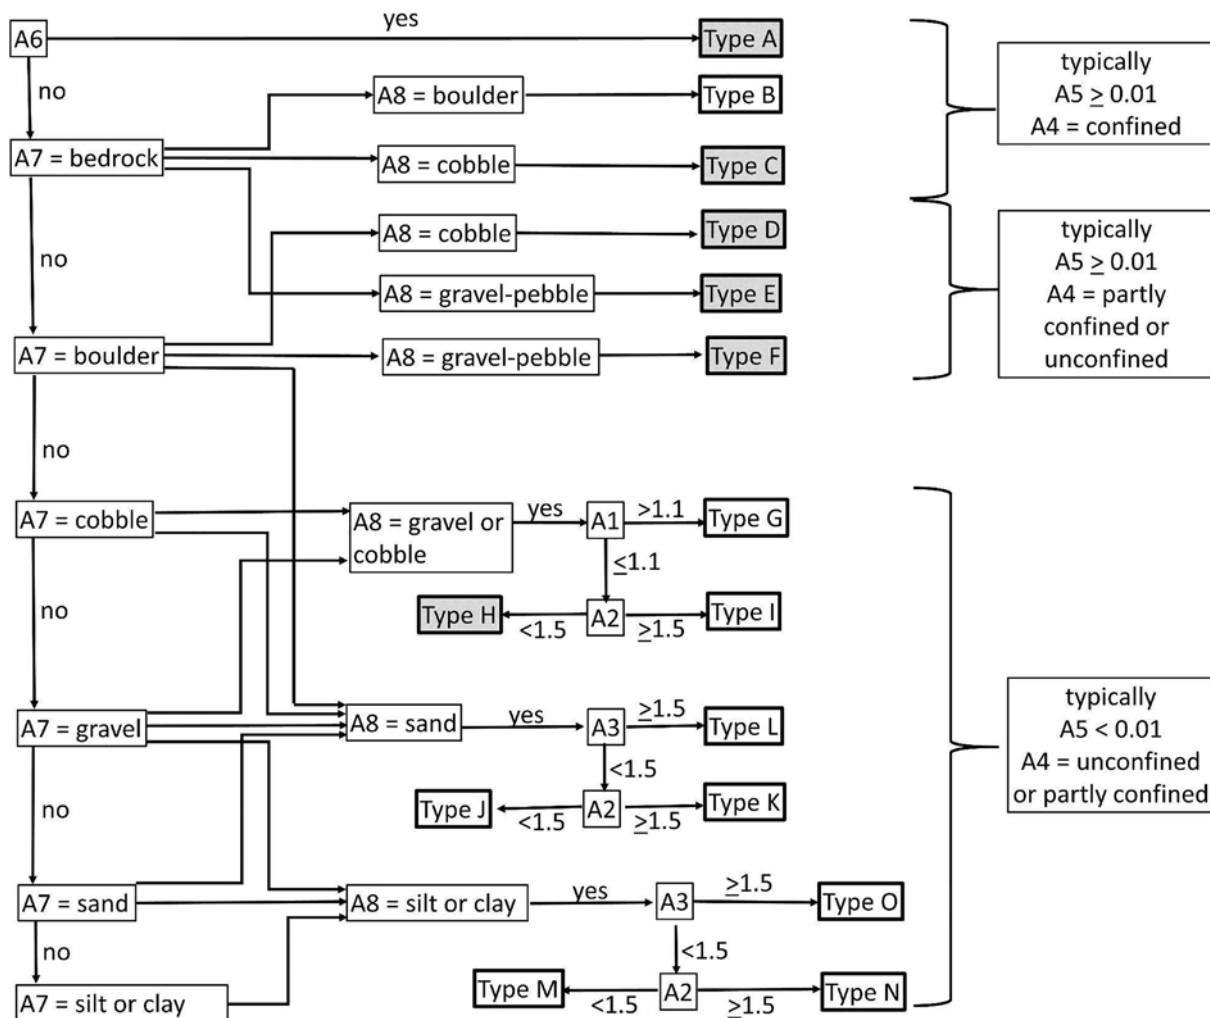 A6
yes
Type A
no
A8 = boulder
Type B
A7 = bedrock
A8 = cobble
Type C
A8 = cobble
Type D
no
A8 = gravel-pebble
Type E
A7 = boulder
A8 = gravel-pebble
Type F
typically
A5 ≥ 0.01
A4 = confined
typically
A5 ≥ 0.01
A4 = partly
confined or
unconfined
no
A7 = cobble
A8 = gravel or
cobble
yes
A1
>1.1
Type G
≤1.1
no
Type H
<1.5
A2
≥1.5
Type I
A7 = gravel
A8 = sand
yes
A3
≥1.5
Type L
<1.5
no
Type J
<1.5
A2
≥1.5
Type K
typically
A5 < 0.01
A4 = unconfined
or partly confined
A7 = sand
A8 = silt or clay
yes
A3
≥1.5
Type O
no
<1.5
A7 = silt or clay
Type M
<1.5
A2
≥1.5
Type N